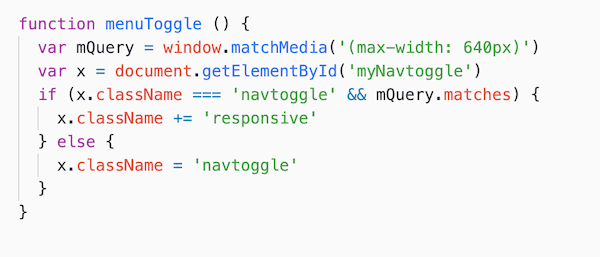 function menuToggle () {
  var mQuery = window.matchMedia('(max-width: 640px)')
  var x = document.getElementById('myNavtoggle')
  if (x.className === 'navtoggle' && mQuery.matches) {
    x.className += 'responsive'
  } else {
    x.className = 'navtoggle'
  }
}